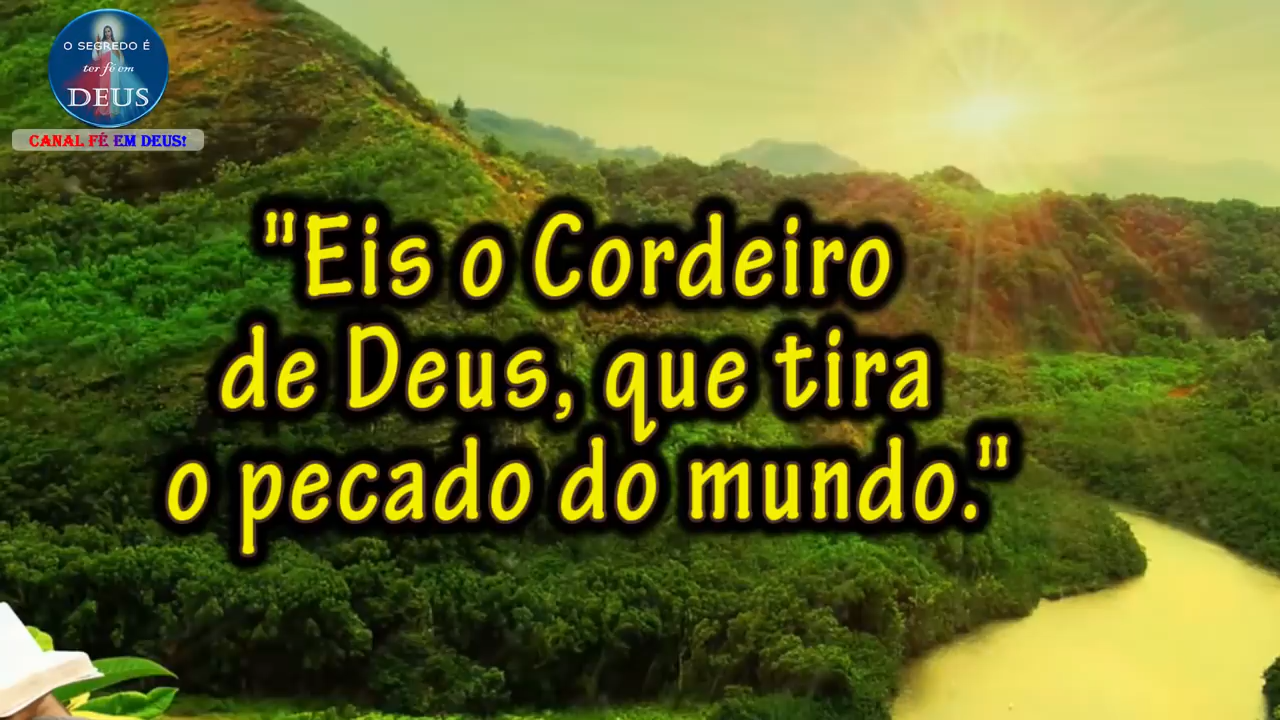 O SEGREDO É
ter fé em
DEUS
CANAL FÉ EM DEUS!
"Eis o Cordeiro
de Deus, que tira
o pecado do mundo."